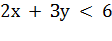 2x + 3y < 6